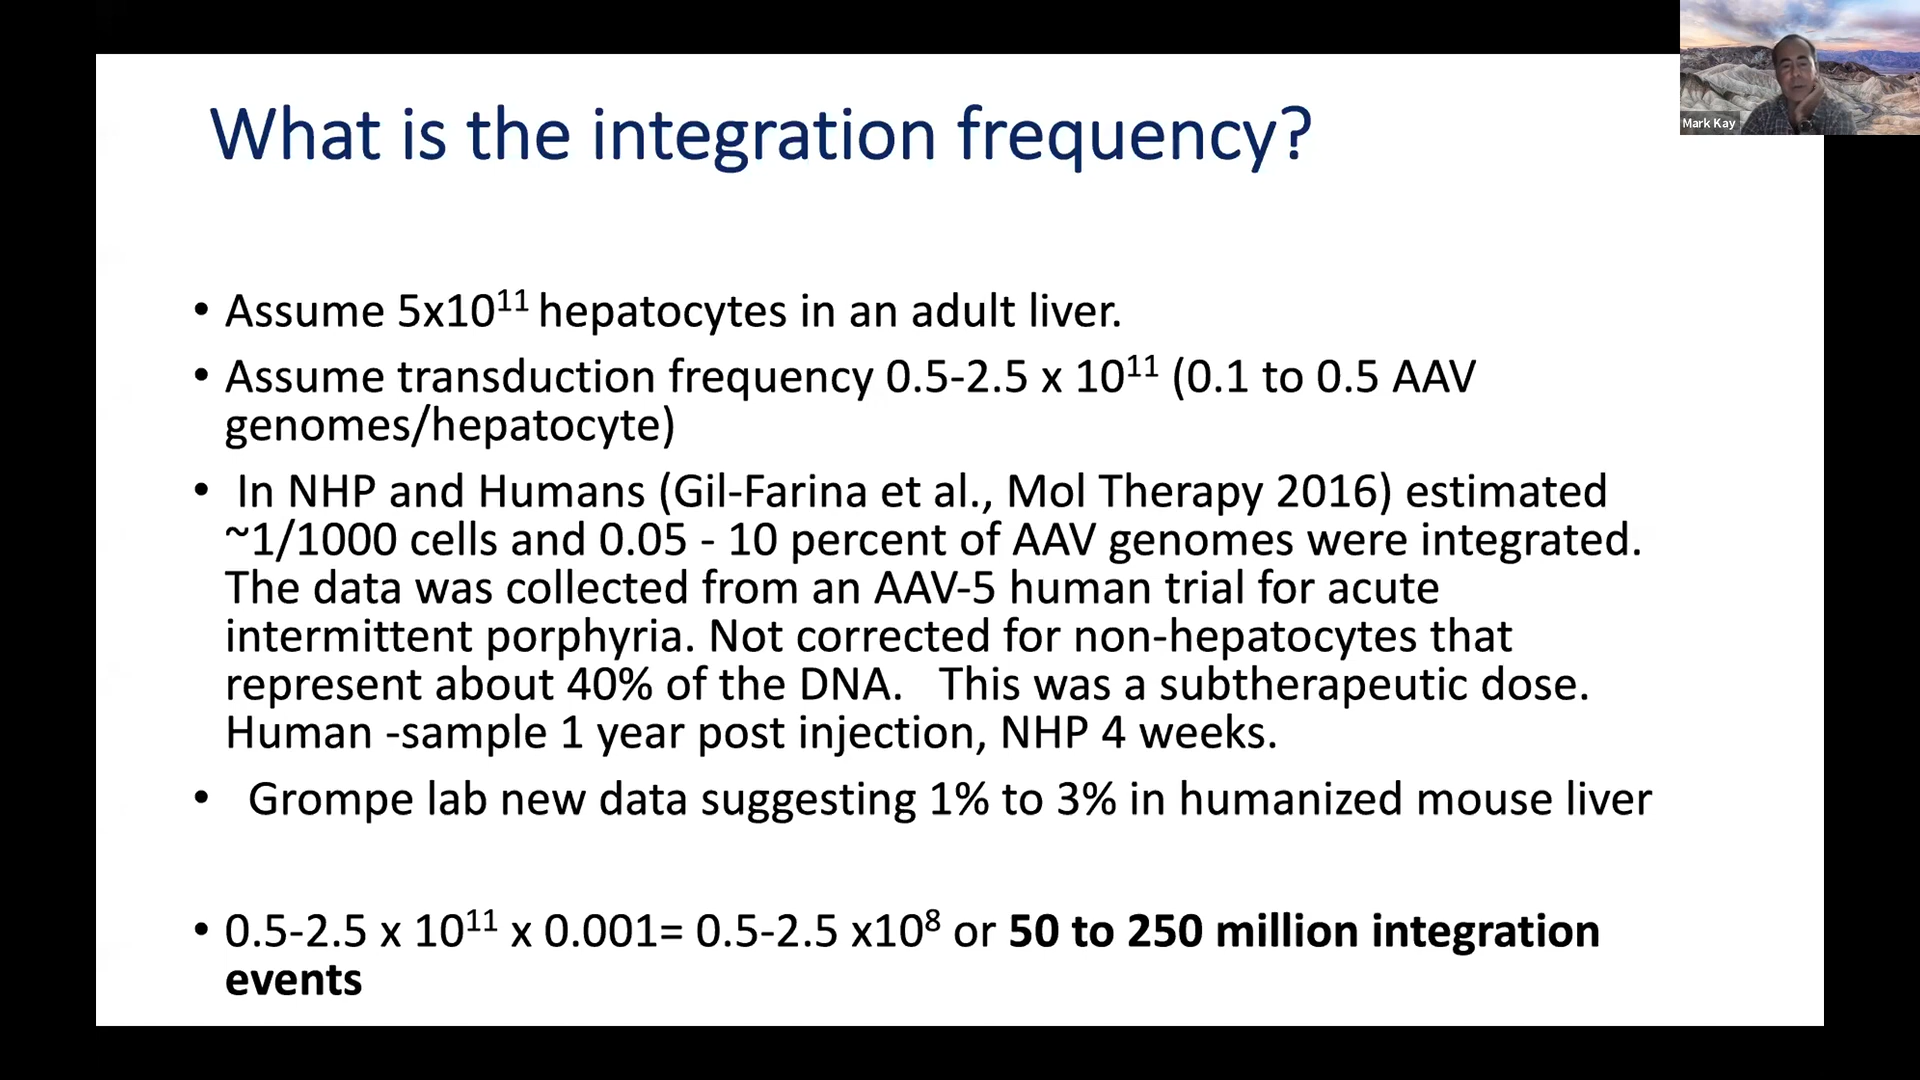 What is the integration frequency?
Mark Kay
• Assume 5x10¹¹ hepatocytes in an adult liver.
• Assume transduction frequency 0.5-2.5 x 10¹¹ (0.1 to 0.5 AAV
genomes/hepatocyte)
• In NHP and Humans (Gil-Farina et al., Mol Therapy 2016) estimated
~1/1000 cells and 0.05 - 10 percent of AAV genomes were integrated.
The data was collected from an AAV-5 human trial for acute
intermittent porphyria. Not corrected for non-hepatocytes that
represent about 40% of the DNA. This was a subtherapeutic dose.
Human -sample 1 year post injection, NHP 4 weeks.
• Grompe lab new data suggesting 1% to 3% in humanized mouse liver
• 0.5-2.5 x 10¹¹ x 0.001= 0.5-2.5 x10⁸ or 50 to 250 million integration
events